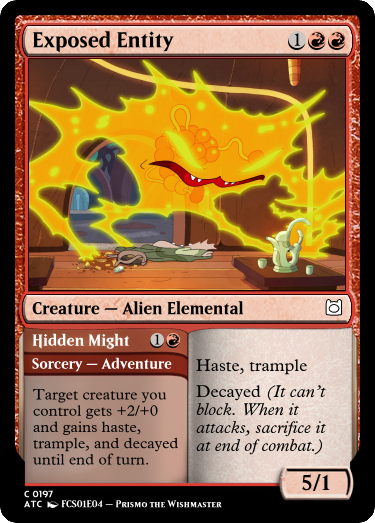 Exposed Entity 1
Creature — Alien Elemental
Hidden Might 1
Sorcery — Adventure
Target creature you
control gets +2/+0
and gains haste,
trample, and decayed
until end of turn.
Haste, trample
Decayed (It can't
block. When it
attacks, sacrifice it
at end of combat.)
5/1
C 0197
ATC FCS01E04 — Prismo the Wishmaster